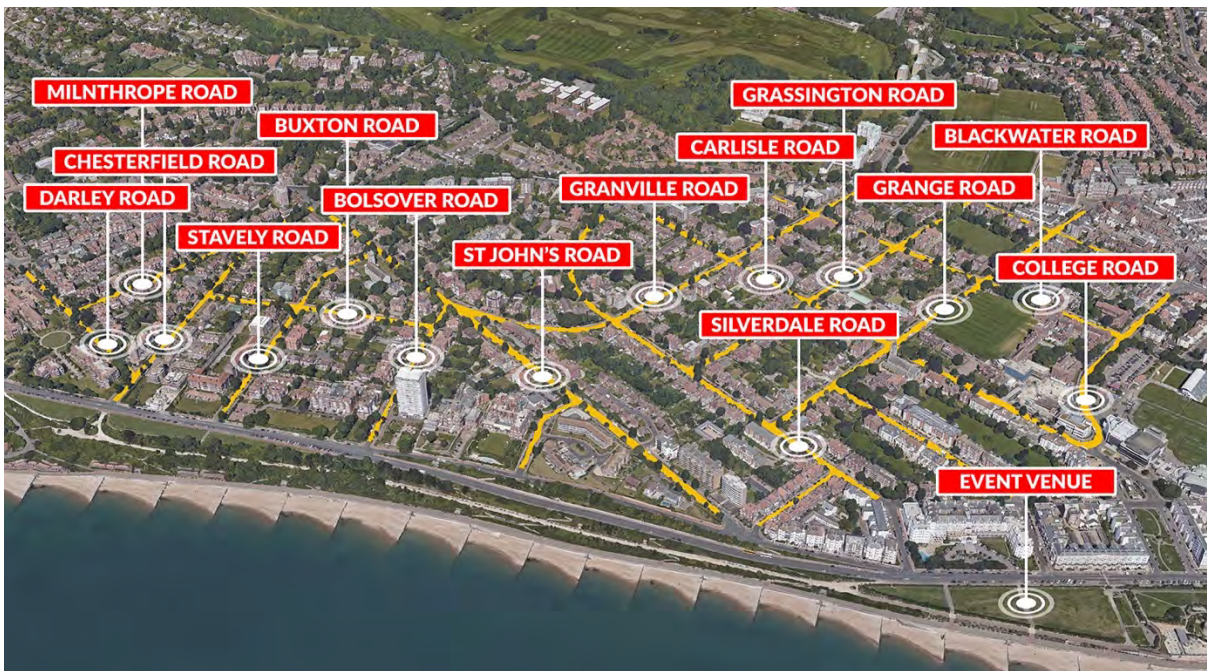 MILNTHROPE ROAD
GRASSINGTON ROAD
BUXTON ROAD
BLACKWATER ROAD
CARLISLE ROAD
CHESTERFIELD ROAD
GRANVILLE ROAD
GRANGE ROAD
DARLEY ROAD
BOLSOVER ROAD
STAVELY ROAD
ST JOHN'S ROAD
COLLEGE ROAD
SILVERDALE ROAD
EVENT VENUE